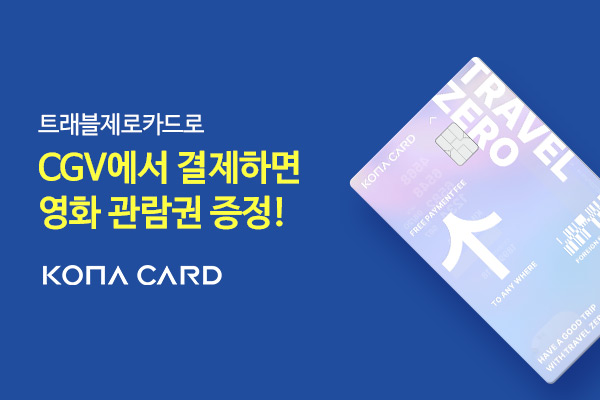 트래블제로카드로
CGV에서 결제하면
영화 관람권 증정!
KONA CARD
KONA CARD
TRAVEL
ZERO
FREE PAYMENT FEE
TO ANY WHERE
HAVE A GOOD TRIP
WITH TRAVEL ZE